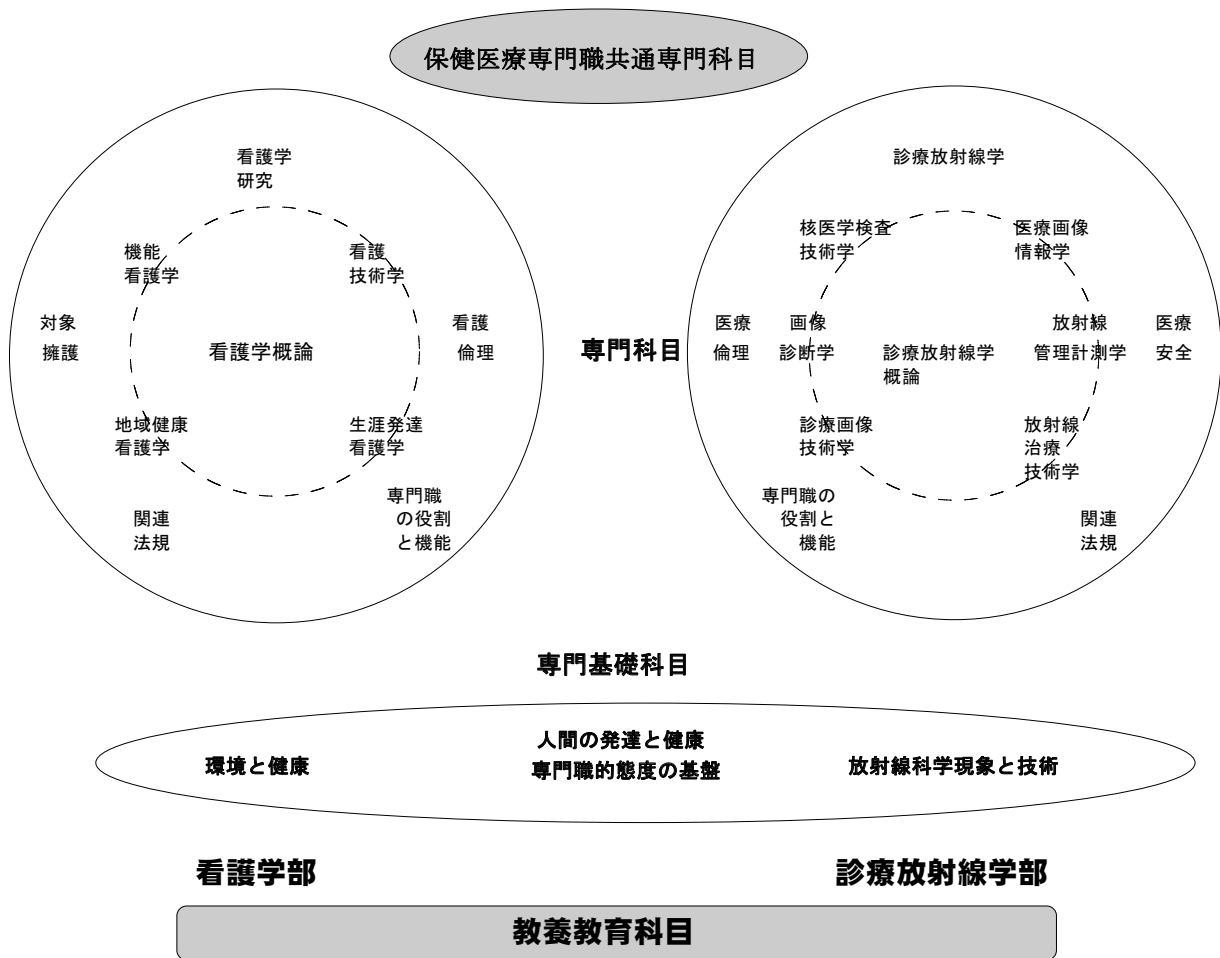 保健医療専門職共通専門科目
看護学
研究
機能
看護学
看護
技術学
対象
擁護
看護学概論
看護
倫理
地域健康
看護学
生涯発達
看護学
関連
法規
専門職
の役割
と機能
専門科目
診療放射線学
核医学検査
技術学
医療画像
情報学
医療
倫理
画像
診断学
診療放射線学
概論
放射線
管理計測学
医療
安全
診療画像
技術学
放射線
治療
技術学
専門職の
役割と
機能
関連
法規
専門基礎科目
環境と健康
人間の発達と健康
専門職的態度の基盤
放射線科学現象と技術
看護学部
診療放射線学部
教養教育科目